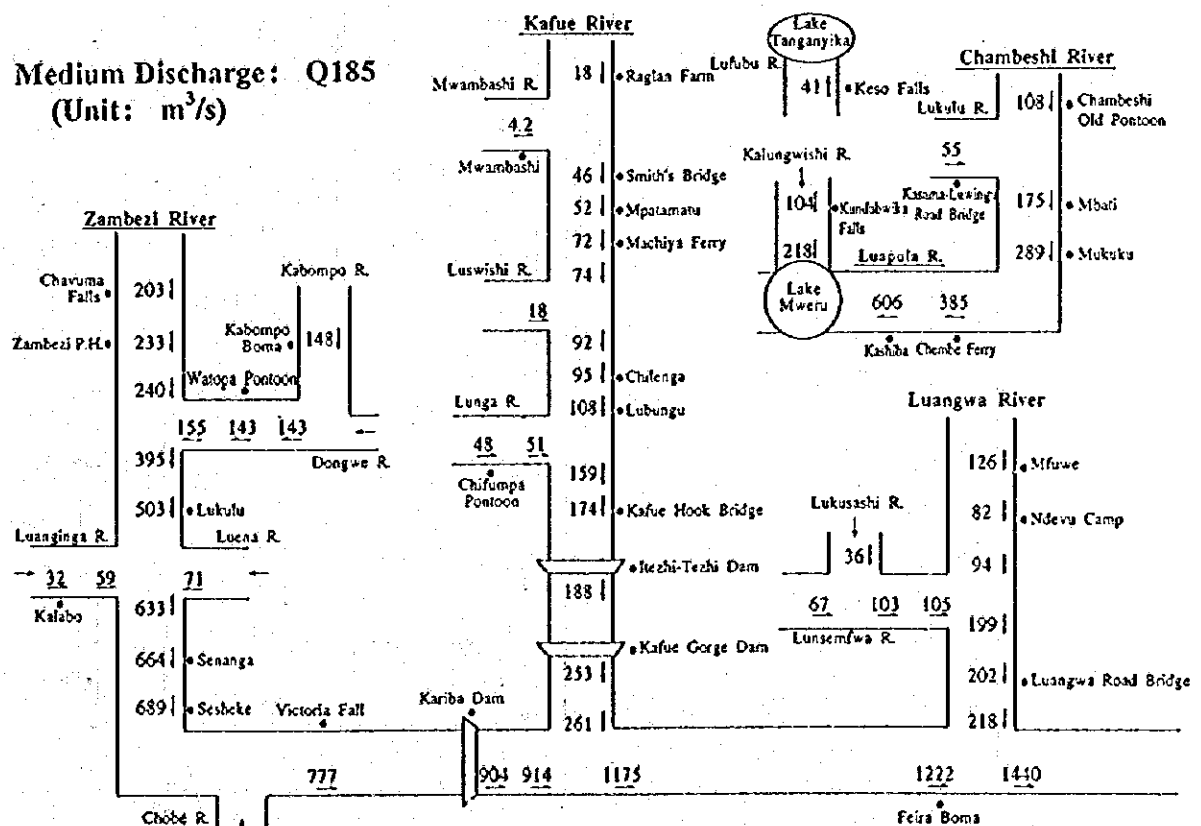 Medium Discharge: Q185
(Unit: m³/s)
Zambezi River
Chavuma
Falls
203
Zambezi P.H.
233
240
Watopa Pontoon
Kabompo R.
Kabompo
Boma
148
155 143 143
Dongwe R.
395
503
Lukulu
Luanginga R.
Luena R.
32 59 71
Kalabo
633
664
Senanga
689
Sesheke
Victoria Fall
777
Chobe R.
Kariba Dam
904 914 1175
Kafue River
Mwambashi R.
18
Raglan Farm
4.2
Mwambashi
46
Smith's Bridge
52
Mpatamatu
72
Machiya Ferry
Luswishi R.
74
18
92
95
Chilenga
Lunga R.
108
Lubungu
48 51
Chifumpa
Pontoon
159
174
Kafue Hook Bridge
Itezhi-Tezhi Dam
188
Kafue Gorge Dam
253
261
Lake
Tanganyika
Lufubu R.
41
Keso Falls
Kalungwishi R.
104
Kundabwika
Falls
218
Lake
Mweru
Chambeshi River
Lukulu R.
108
Chambeshi
Old Pontoon
55
Kasama-Luwingu
Road Bridge
175
Mbati
Luapula R.
289
Mukuku
606 385
Kashiba Chembe Ferry
Luangwa River
126
Mfuwe
Lukusashi R.
82
Ndevu Camp
36
94
67 103 105
Lunsemfwa R.
199
202
Luangwa Road Bridge
218
1222 1440
Feira Boma